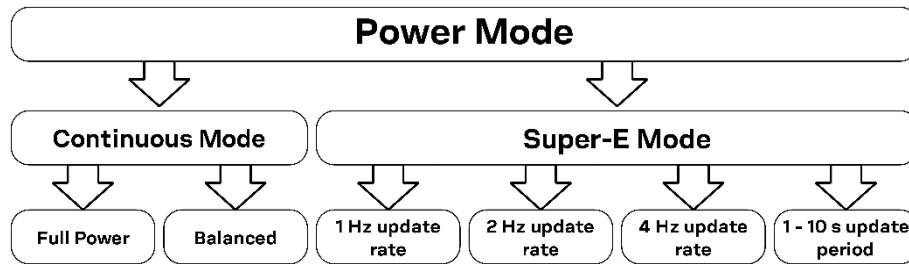 Power Mode
Continuous Mode
Super-E Mode
Full Power
Balanced
1 Hz update
rate
2 Hz update
rate
4 Hz update
rate
1 - 10 s update
period